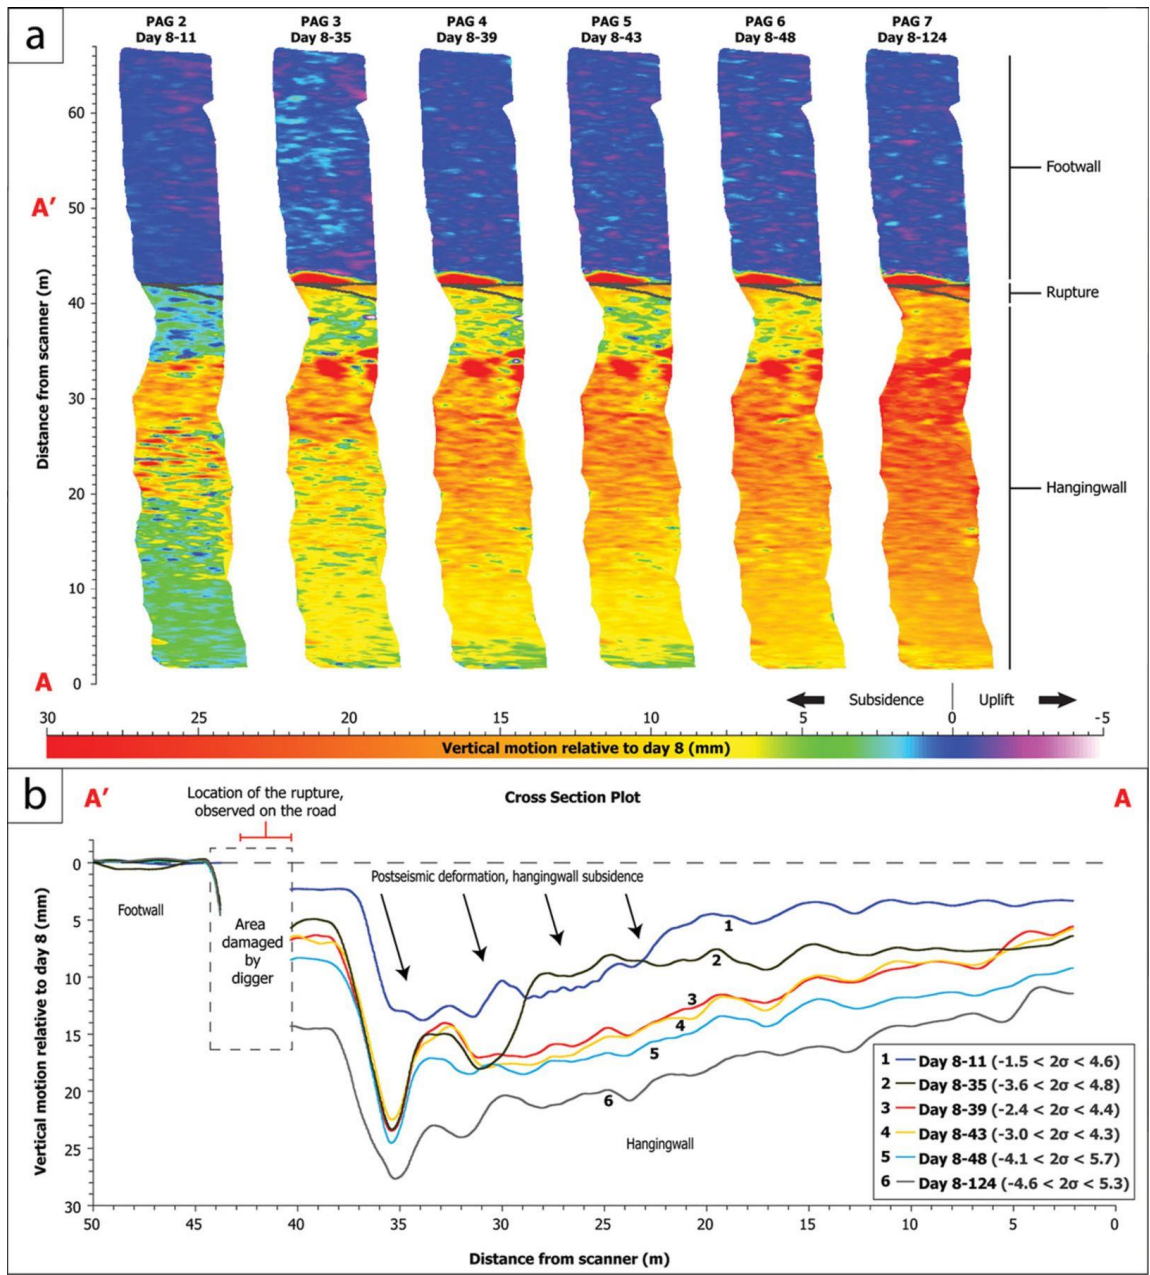 a
PAG 2
Day 8-11
PAG 3
Day 8-35
PAG 4
Day 8-39
PAG 5
Day 8-43
PAG 6
Day 8-48
PAG 7
Day 8-124
Distance from scanner (m)
60
50
40
30
20
10
0
A′
A
Footwall
Rupture
Hangingwall
Subsidence
Uplift
30 25 20 15 10 5 0 -5
Vertical motion relative to day 8 (mm)
b
A′
Location of the rupture,
observed on the road
Cross Section Plot
A
Vertical motion relative to day 8 (mm)
0
5
10
15
20
25
30
Footwall
Area
damaged
by
digger
Postseismic deformation, hangingwall subsidence
1
2
3
4
5
6
Hangingwall
1 Day 8-11 (-1.5 < 2σ < 4.6)
2 Day 8-35 (-3.6 < 2σ < 4.8)
3 Day 8-39 (-2.4 < 2σ < 4.4)
4 Day 8-43 (-3.0 < 2σ < 4.3)
5 Day 8-48 (-4.1 < 2σ < 5.7)
6 Day 8-124 (-4.6 < 2σ < 5.3)
50 45 40 35 30 25 20 15 10 5 0
Distance from scanner (m)